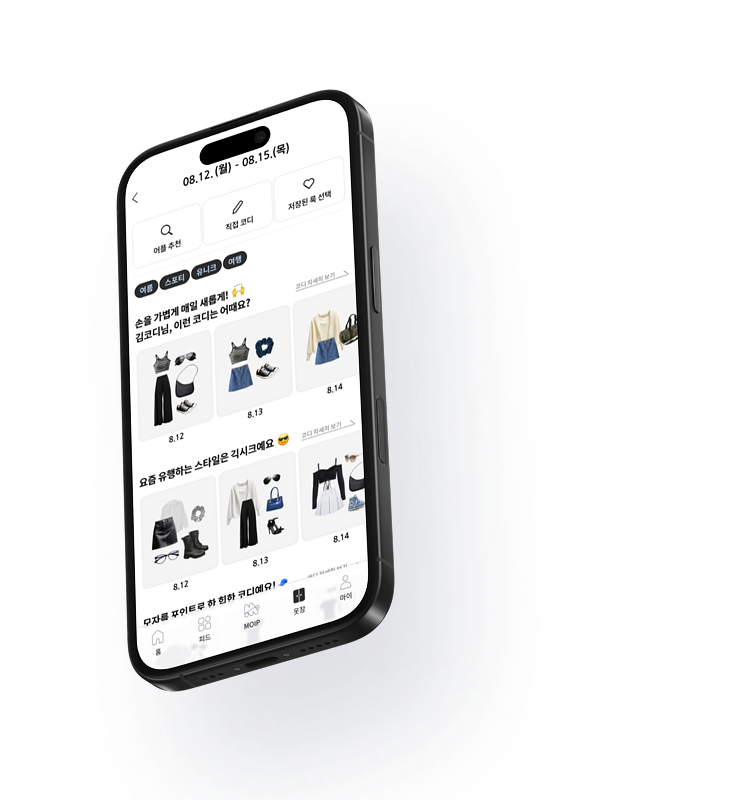 08.12.(월) - 08.15.(목)
어플 추천
직접 코디
저장된 룩 선택
여름
스포티
유니크
여행
코디 자세히 보기
손을 가볍게 매일 새롭게! 🙌
김코디님, 이런 코디는 어때요?
8.12
8.13
8.14
코디 자세히 보기
요즘 유행하는 스타일은 긱시크예요 😎
8.12
8.13
8.14
모자를 포인트로 한 힙한 코디예요! 🧢
홈
피드
MOIP
옷장
마이